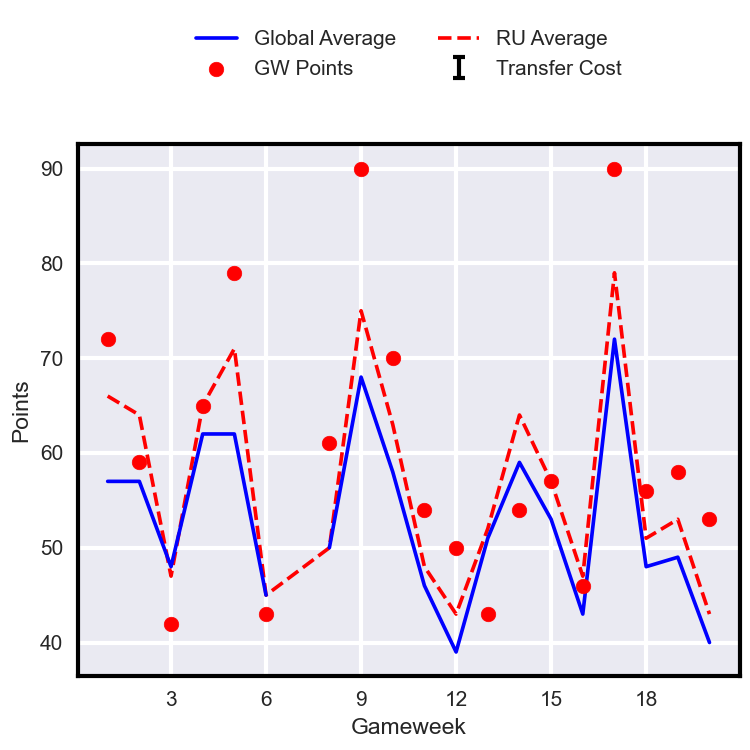 Global Average
RU Average
GW Points
Transfer Cost
90
80
70
60
50
40
Points
3
6
9
12
15
18
Gameweek